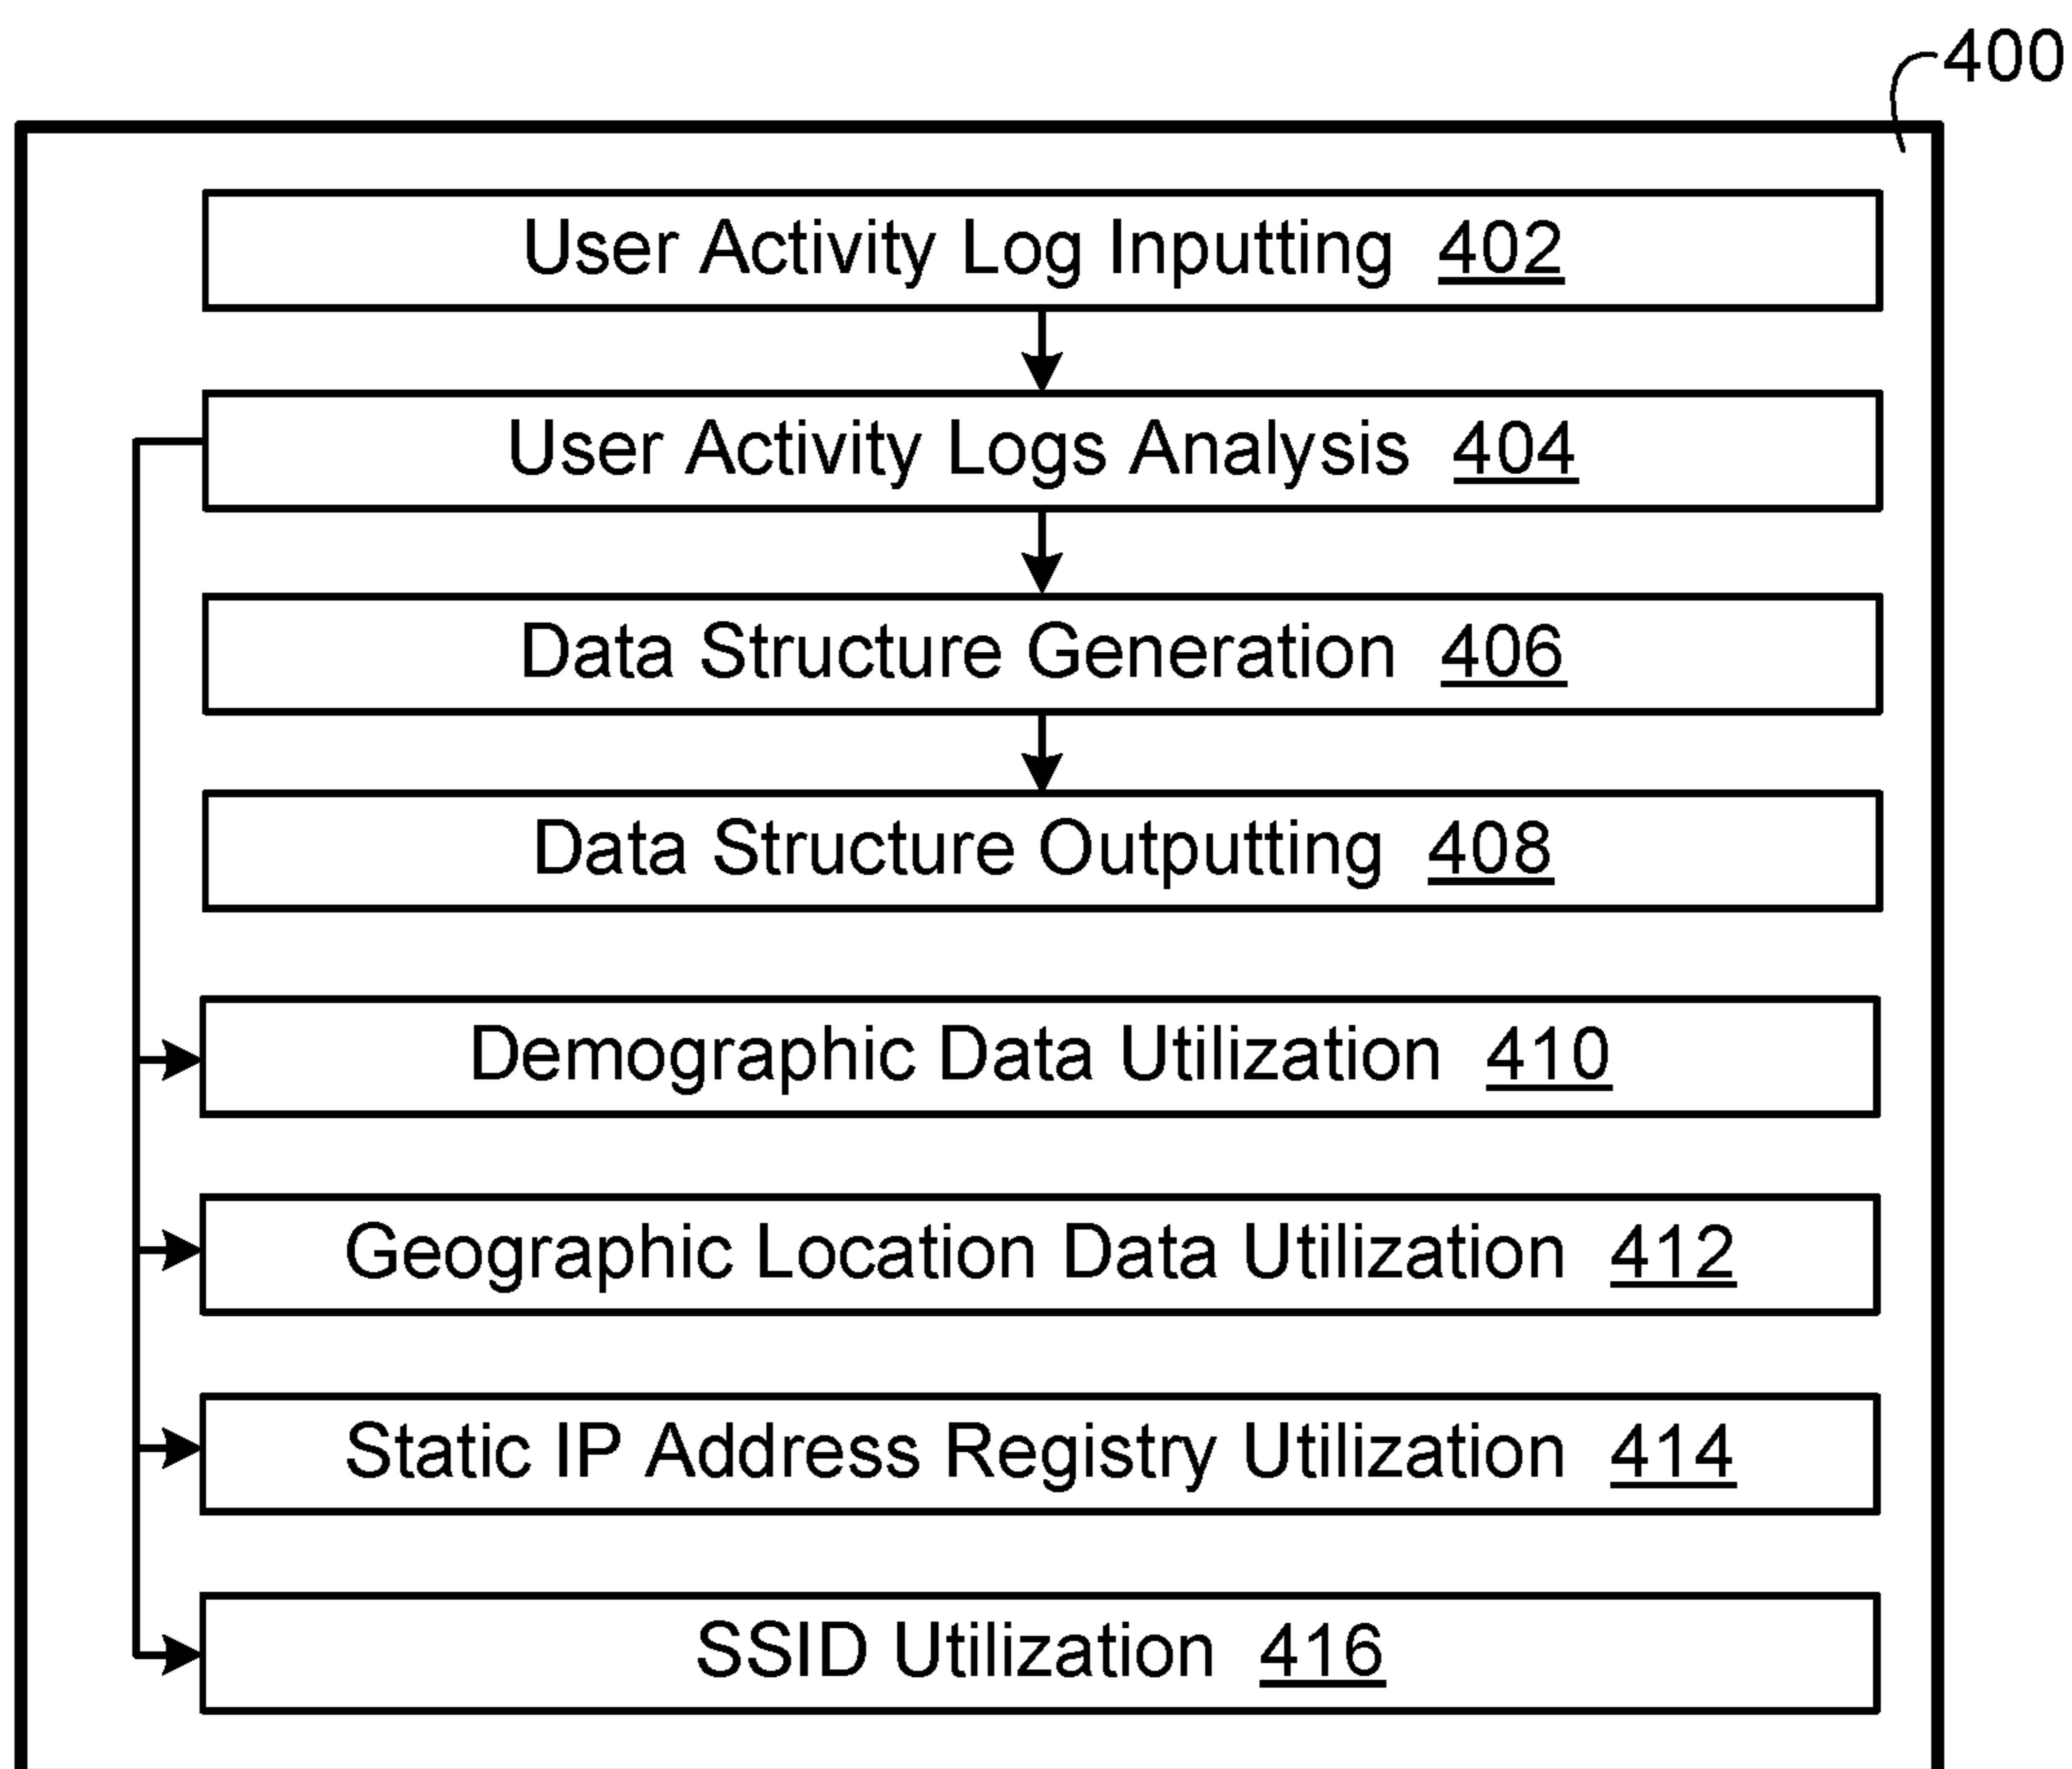 400
User Activity Log Inputting 402
User Activity Logs Analysis 404
Data Structure Generation 406
Data Structure Outputting 408
Demographic Data Utilization 410
Geographic Location Data Utilization 412
Static IP Address Registry Utilization 414
SSID Utilization 416